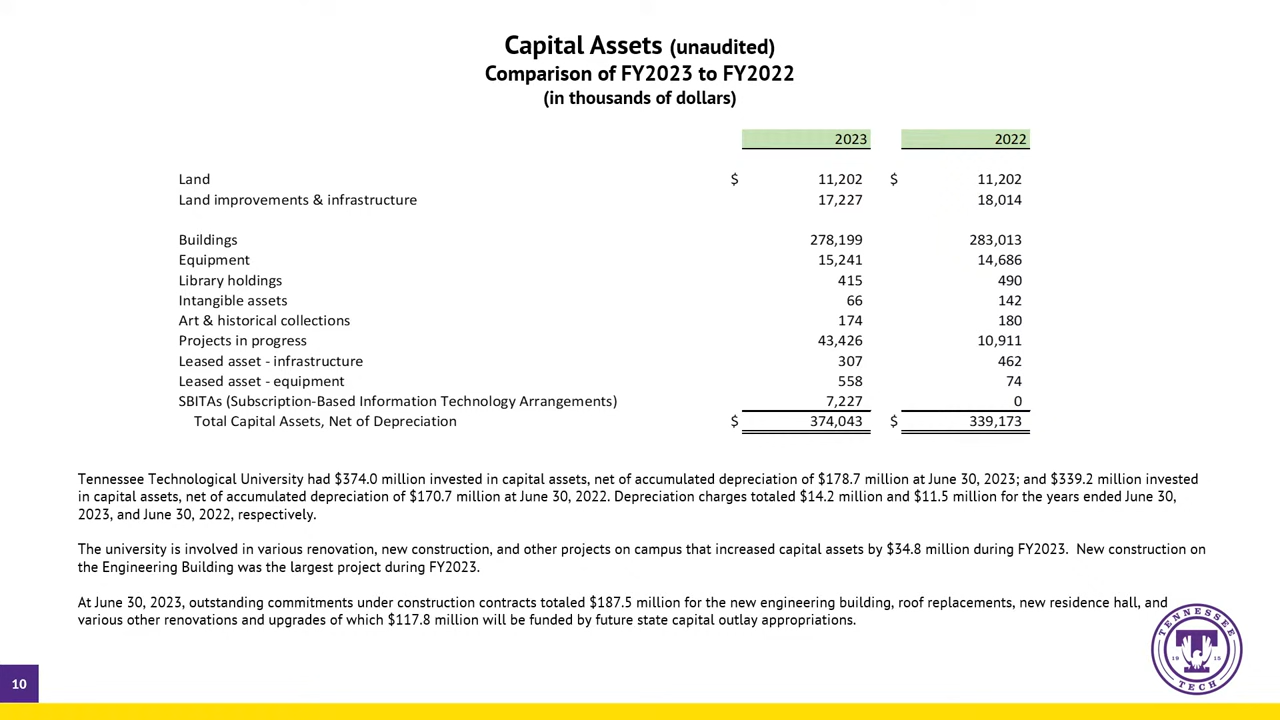 Capital Assets (unaudited)
Comparison of FY2023 to FY2022
(in thousands of dollars)
2023 2022
Land $ 11,202 $ 11,202
Land improvements & infrastructure 17,227 18,014
Buildings 278,199 283,013
Equipment 15,241 14,686
Library holdings 415 490
Intangible assets 66 142
Art & historical collections 174 180
Projects in progress 43,426 10,911
Leased asset - infrastructure 307 462
Leased asset - equipment 558 74
SBITAs (Subscription-Based Information Technology Arrangements) 7,227 0
Total Capital Assets, Net of Depreciation $ 374,043 $ 339,173
Tennessee Technological University had $374.0 million invested in capital assets, net of accumulated depreciation of $178.7 million at June 30, 2023; and $339.2 million invested
in capital assets, net of accumulated depreciation of $170.7 million at June 30, 2022. Depreciation charges totaled $14.2 million and $11.5 million for the years ended June 30,
2023, and June 30, 2022, respectively.
The university is involved in various renovation, new construction, and other projects on campus that increased capital assets by $34.8 million during FY2023. New construction on
the Engineering Building was the largest project during FY2023.
At June 30, 2023, outstanding commitments under construction contracts totaled $187.5 million for the new engineering building, roof replacements, new residence hall, and
various other renovations and upgrades of which $117.8 million will be funded by future state capital outlay appropriations.
TENNESSEE
19 15
TECH
10